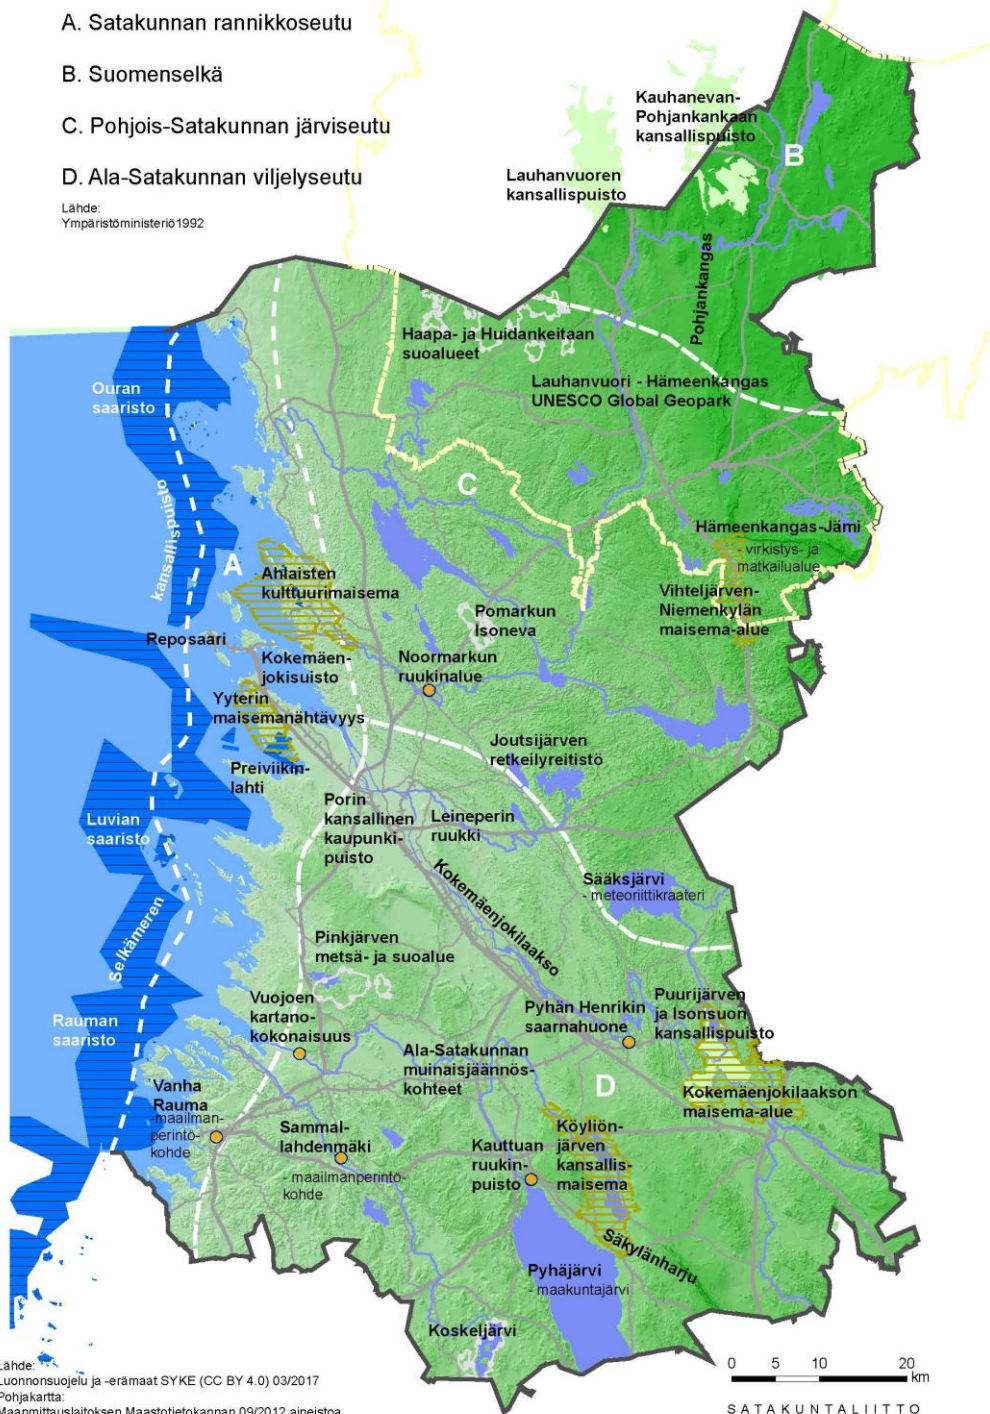 A. Satakunnan rannikkoseutu
B. Suomenselkä
C. Pohjois-Satakunnan järviseutu
D. Ala-Satakunnan viljelyseutu
Lähde:
Ympäristöministeriö1992
Kauhanevan-
Pohjankankaan
kansallispuisto
B
Lauhanvuoren
kansallispuisto
Pohjankangas
Haapa- ja Huidankeitaan
suoalueet
Lauhanvuori - Hämeenkangas
UNESCO Global Geopark
Ouran
saaristo
kansallispuisto
C
Hämeenkangas-Jämi
- virkistys- ja
matkailualue
A
Ahlaisten
kulttuurimaisema
Vihteljärven-
Niemenkylän
maisema-alue
Pomarkun
Isoneva
Reposaari
Kokemäen-
jokisuisto
Noormarkun
ruukinalue
Yyterin
maisemanähtävyys
Joutsijärven
retkeilyreitistö
Preiviikin-
lahti
Porin
kansallinen
kaupunki-
puisto
Leineperin
ruukki
Luvian
saaristo
Kokemäenjokilaakso
Sääksjärvi
- meteoriittikraateri
Selkämeren
Pinkjärven
metsä- ja suoalue
Vuojoen
kartano-
kokonaisuus
Pyhän Henrikin
saarnahuone
Puurijärven
ja Isonsuon
kansallispuisto
Rauman
saaristo
Ala-Satakunnan
muinaisjäännös-
kohteet
D
Kokemäenjokilaakson
maisema-alue
Vanha
Rauma
-maailman-
perintö-
kohde
Sammal-
lahdenmäki
- maailmanperintö-
kohde
Kauttuan
ruukin-
puisto
Köyliön-
järven
kansallis-
maisema
Säkylänharju
Pyhäjärvi
- maakuntajärvi
Koskeljärvi
Lähde:
Luonnonsuojelu ja -erämaat SYKE (CC BY 4.0) 03/2017
Pohjakartta:
Maanmittauslaitoksen Maastotietokannan 09/2012 aineistoa
0 5 10 20
km
SATAKUNTALIITTO